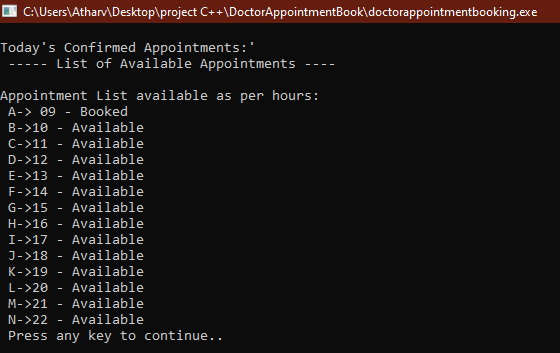 C:\Users\Atharv\Desktop\project C++\DoctorAppointmentBook\doctorappointmentbooking.exe
Today's Confirmed Appointments:'
----- List of Available Appointments ----
Appointment List available as per hours:
A-> 09 - Booked
B->10 - Available
C->11 - Available
D->12 - Available
E->13 - Available
F->14 - Available
G->15 - Available
H->16 - Available
I->17 - Available
J->18 - Available
K->19 - Available
L->20 - Available
M->21 - Available
N->22 - Available
Press any key to continue..